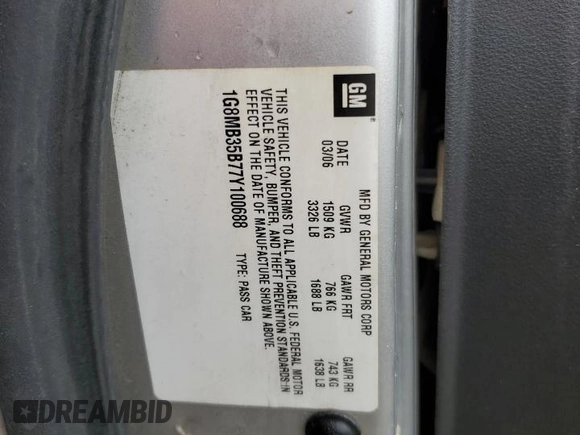 GM
MFD BY GENERAL MOTORS CORP
DATE GVWR GAWR FRT GAWR RR
03/06 1509 KG 766 KG 743 KG
3326 LB 1688 LB 1638 LB
THIS VEHICLE CONFORMS TO ALL APPLICABLE U.S. FEDERAL MOTOR
VEHICLE SAFETY, BUMPER, AND THEFT PREVENTION STANDARDS IN
EFFECT ON THE DATE OF MANUFACTURE SHOWN ABOVE.
1G8MB35B77Y100688 TYPE: PASS CAR
DREAMBID